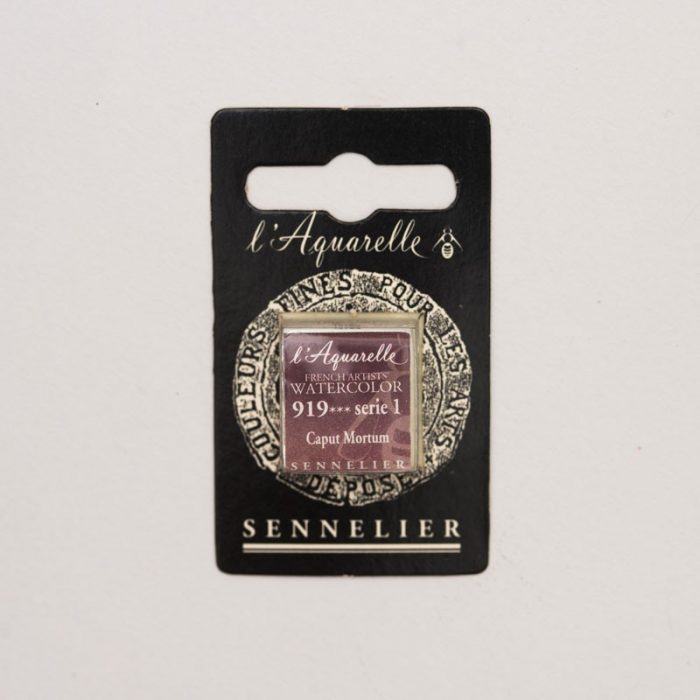 l'Aquarelle
COULEURS FINES POUR LES ARTS
DÉPOSÉ
l'Aquarelle
FRENCH ARTISTS'
WATERCOLOR
919*** serie 1
Caput Mortum
SENNELIER
SENNELIER